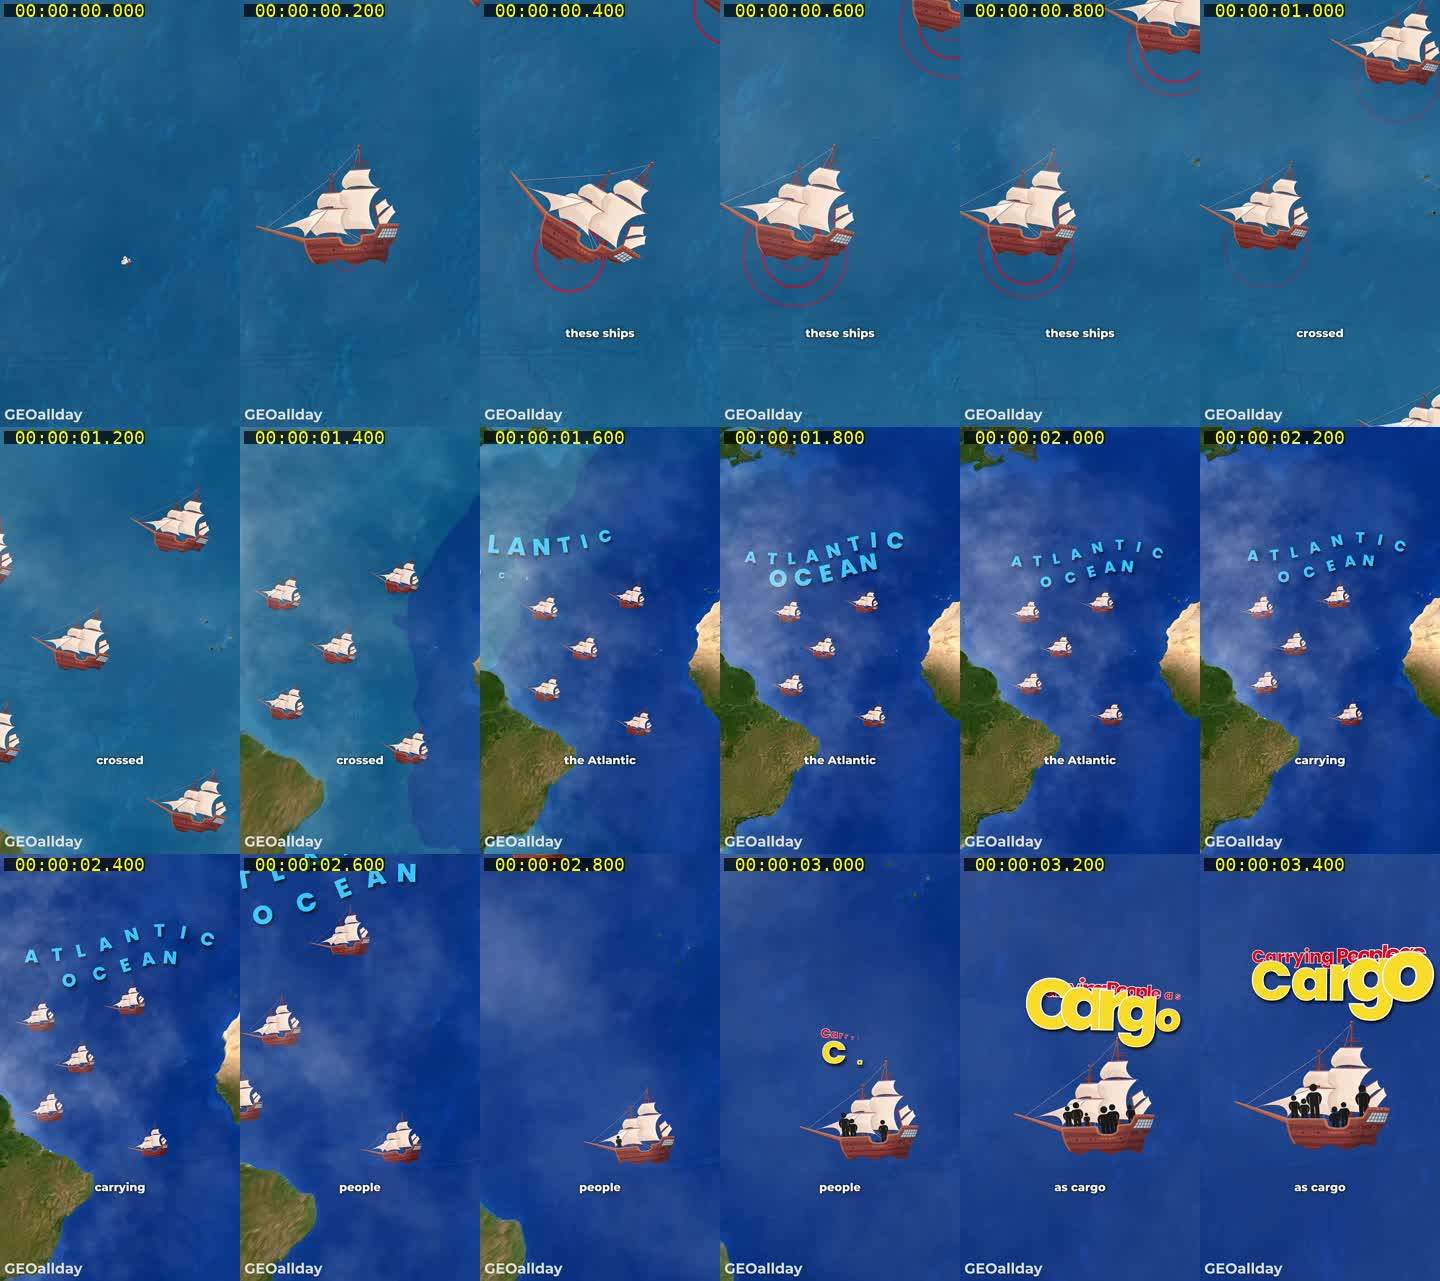 00:00:00.000
00:00:00.200
00:00:00.400
00:00:00.600
00:00:00.800
00:00:01.000
these ships
these ships
these ships
crossed
GEOallday
GEOallday
GEOallday
GEOallday
GEOallday
GEOallday
00:00:01.200
00:00:01.400
00:00:01.600
00:00:01.800
00:00:02.000
00:00:02.200
LANTIC
ATLANTIC
OCEAN
ATLANTIC
OCEAN
ATLANTIC
OCEAN
crossed
crossed
the Atlantic
the Atlantic
the Atlantic
carrying
GEOallday
GEOallday
GEOallday
GEOallday
GEOallday
GEOallday
00:00:02.400
00:00:02.600
00:00:02.800
00:00:03.000
00:00:03.200
00:00:03.400
ATLANTIC
OCEAN
OCEAN
Carr
C
People as
Cargo
Carrying People as
Cargo
carrying
people
people
people
as cargo
as cargo
GEOallday
GEOallday
GEOallday
GEOallday
GEOallday
GEOallday